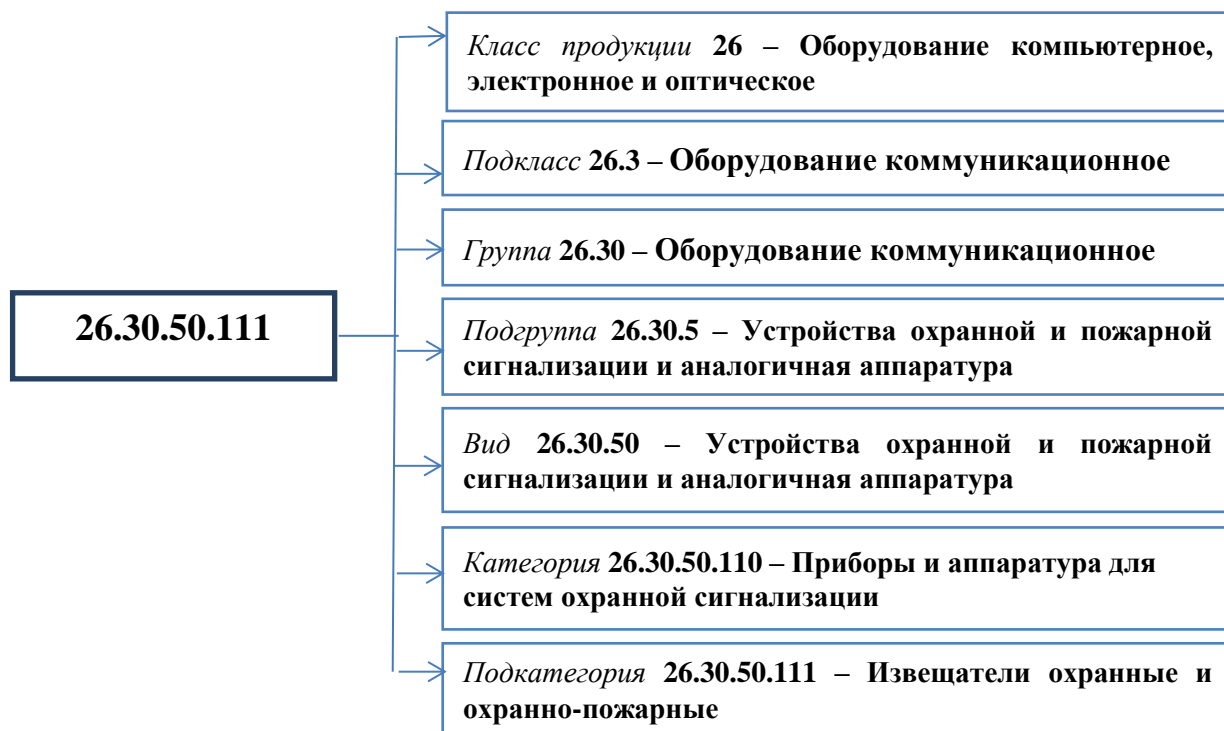 Класс продукции 26 – Оборудование компьютерное,
электронное и оптическое
Подкласс 26.3 – Оборудование коммуникационное
Группа 26.30 – Оборудование коммуникационное
26.30.50.111
Подгруппа 26.30.5 – Устройства охранной и пожарной
сигнализации и аналогичная аппаратура
Вид 26.30.50 – Устройства охранной и пожарной
сигнализации и аналогичная аппаратура
Категория 26.30.50.110 – Приборы и аппаратура для
систем охранной сигнализации
Подкатегория 26.30.50.111 – Извещатели охранные и
охранно-пожарные